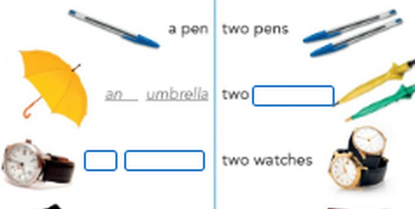 a pen two pens
an umbrella two
two watches